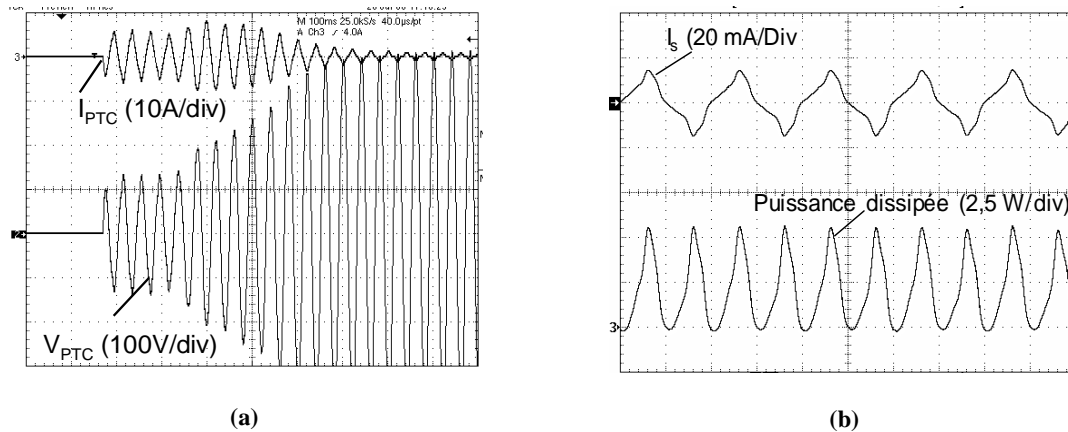 M 100ms 25.0kS/s 40.0µs/pt
A Ch3 ⌿ 4.0A
3
I_PTC (10A/div)
V_PTC (100V/div)
(a)
I_s (20 mA/Div
Puissance dissipée (2,5 W/div)
3
(b)